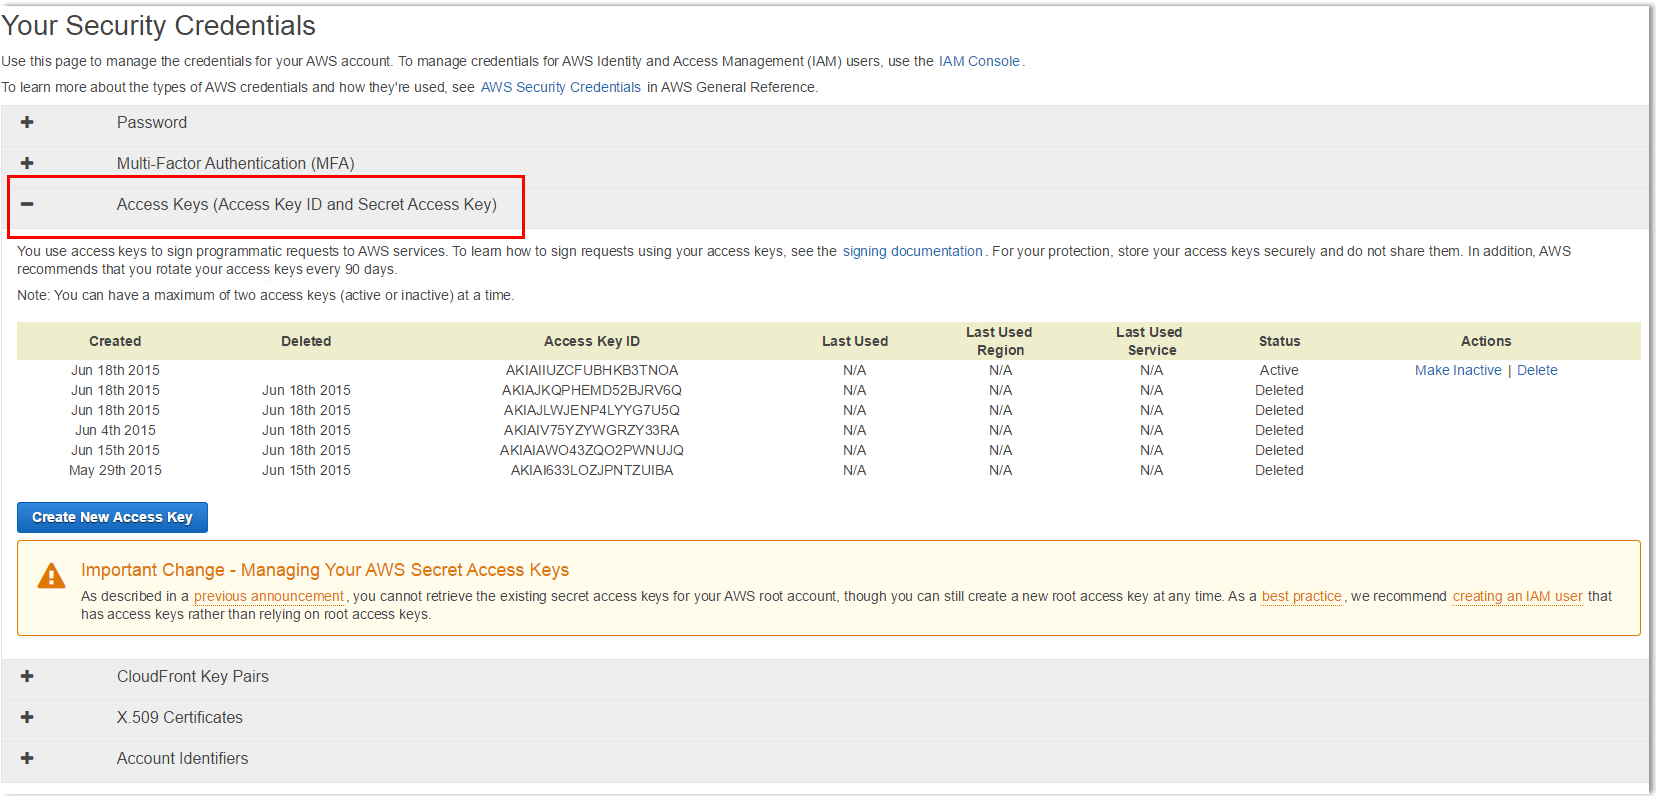 Your Security Credentials
Use this page to manage the credentials for your AWS account. To manage credentials for AWS Identity and Access Management (IAM) users, use the IAM Console.
To learn more about the types of AWS credentials and how they're used, see AWS Security Credentials in AWS General Reference.
Password
Multi-Factor Authentication (MFA)
Access Keys (Access Key ID and Secret Access Key)
You use access keys to sign programmatic requests to AWS services. To learn how to sign requests using your access keys, see the signing documentation. For your protection, store your access keys securely and do not share them. In addition, AWS
recommends that you rotate your access keys every 90 days.
Note: You can have a maximum of two access keys (active or inactive) at a time.
Created Deleted Access Key ID Last Used Last Used Region Last Used Service Status Actions
Jun 18th 2015 AKIAIIUZCFUBHKB3TNOA N/A N/A N/A Active Make Inactive | Delete
Jun 18th 2015 Jun 18th 2015 AKIAJKQPHEMD52BJRV6Q N/A N/A N/A Deleted
Jun 18th 2015 Jun 18th 2015 AKIAJLWJENP4LYYG7U5Q N/A N/A N/A Deleted
Jun 4th 2015 Jun 18th 2015 AKIAIV75YZYWGRZY33RA N/A N/A N/A Deleted
Jun 15th 2015 Jun 18th 2015 AKIAIAWO43ZQO2PWNUJQ N/A N/A N/A Deleted
May 29th 2015 Jun 15th 2015 AKIAI633LOZJPNTZUIBA N/A N/A N/A Deleted
Create New Access Key
Important Change - Managing Your AWS Secret Access Keys
As described in a previous announcement, you cannot retrieve the existing secret access keys for your AWS root account, though you can still create a new root access key at any time. As a best practice, we recommend creating an IAM user that
has access keys rather than relying on root access keys.
CloudFront Key Pairs
X.509 Certificates
Account Identifiers